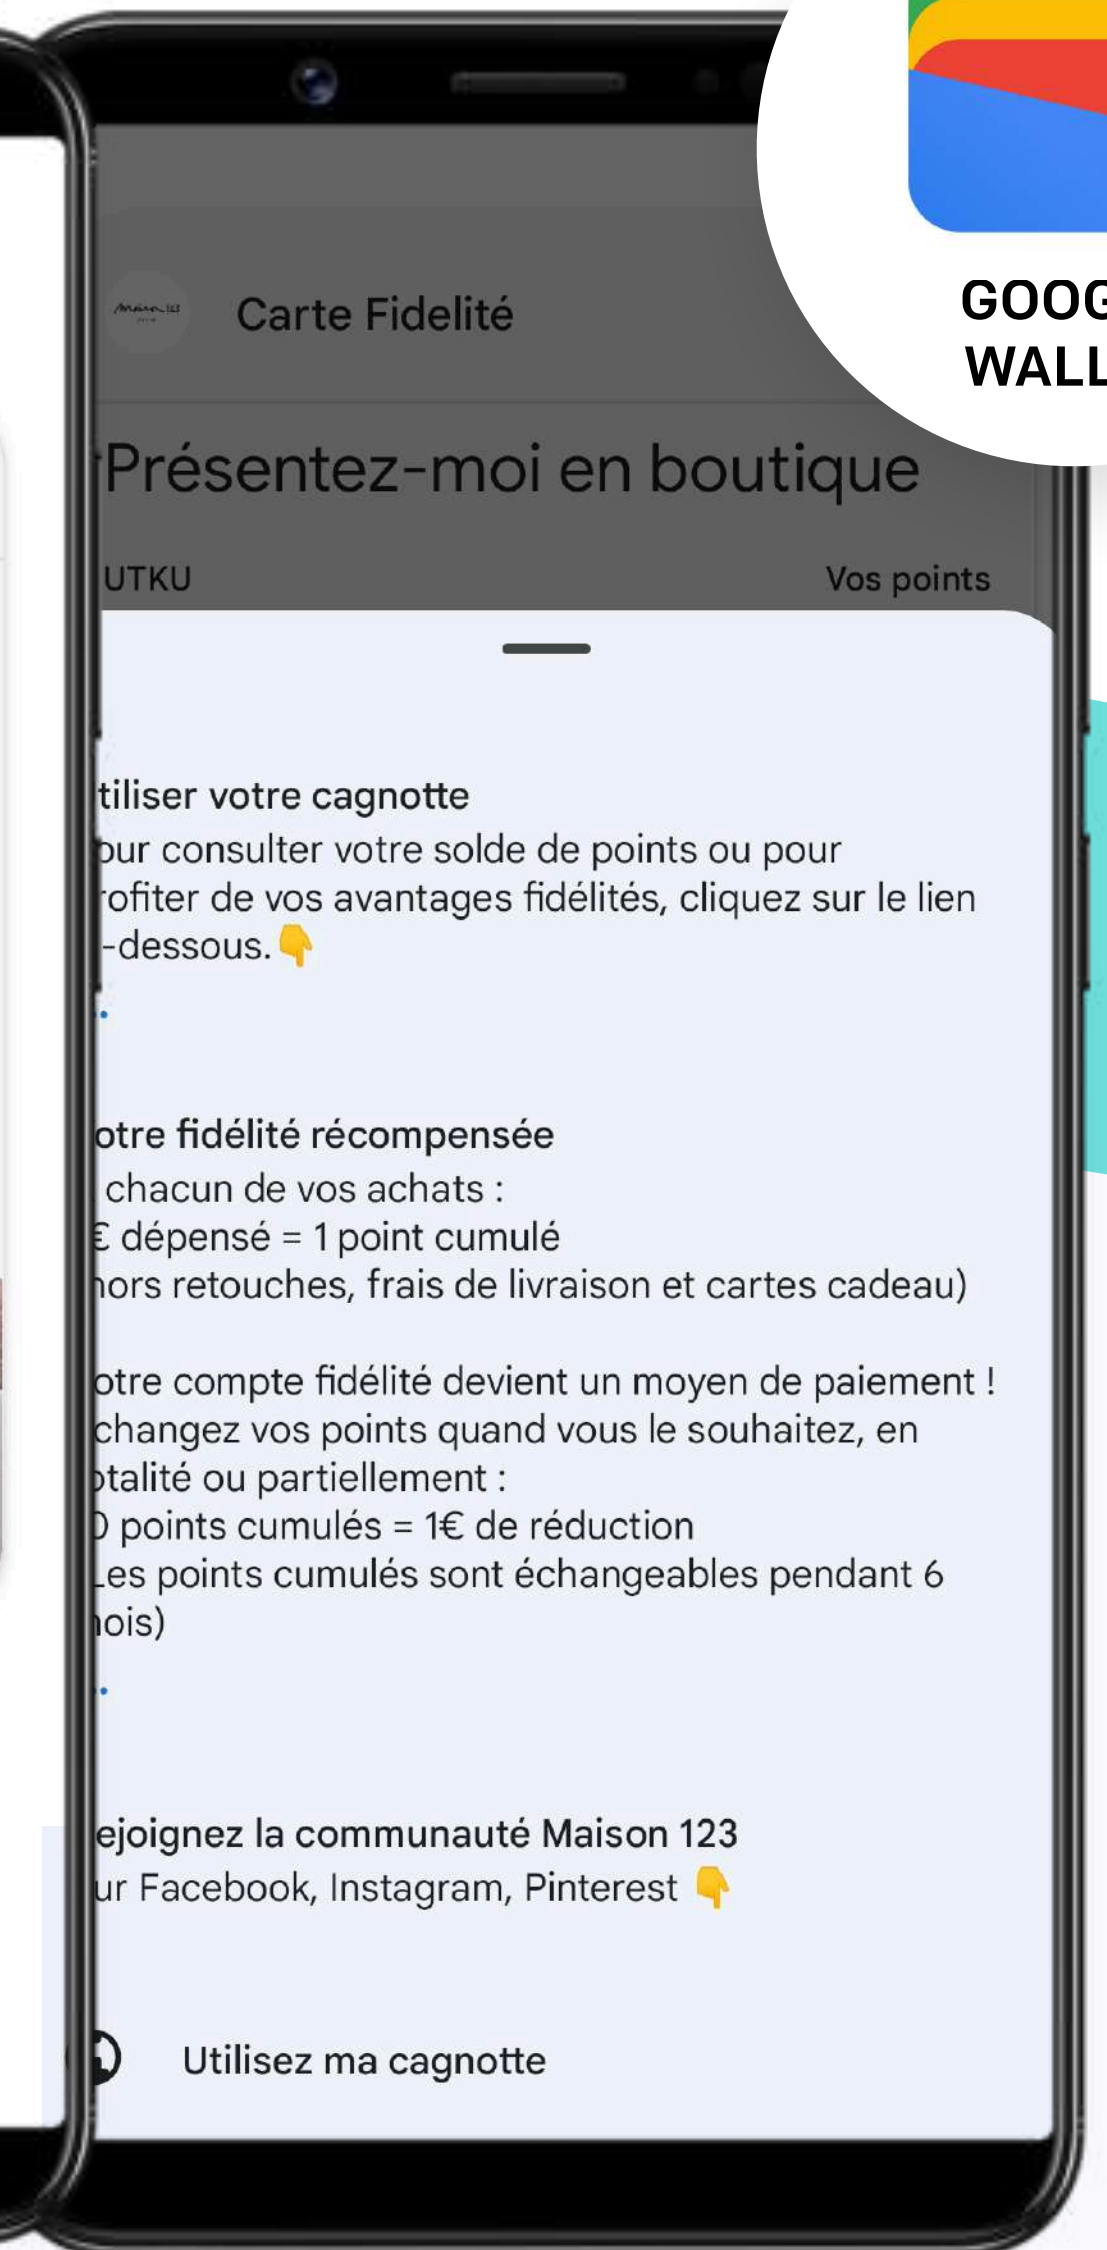 GOOG
WALL
Carte Fidelité
Présentez-moi en boutique
UTKU
Vos points
tiliser votre cagnotte
our consulter votre solde de points ou pour
rofiter de vos avantages fidélités, cliquez sur le lien
-dessous.👇
otre fidélité récompensée
chacun de vos achats :
€ dépensé = 1 point cumulé
hors retouches, frais de livraison et cartes cadeau)
otre compte fidélité devient un moyen de paiement !
changez vos points quand vous le souhaitez, en
otalité ou partiellement :
0 points cumulés = 1€ de réduction
Les points cumulés sont échangeables pendant 6
mois)
ejoignez la communauté Maison 123
ur Facebook, Instagram, Pinterest 👇
Utilisez ma cagnotte